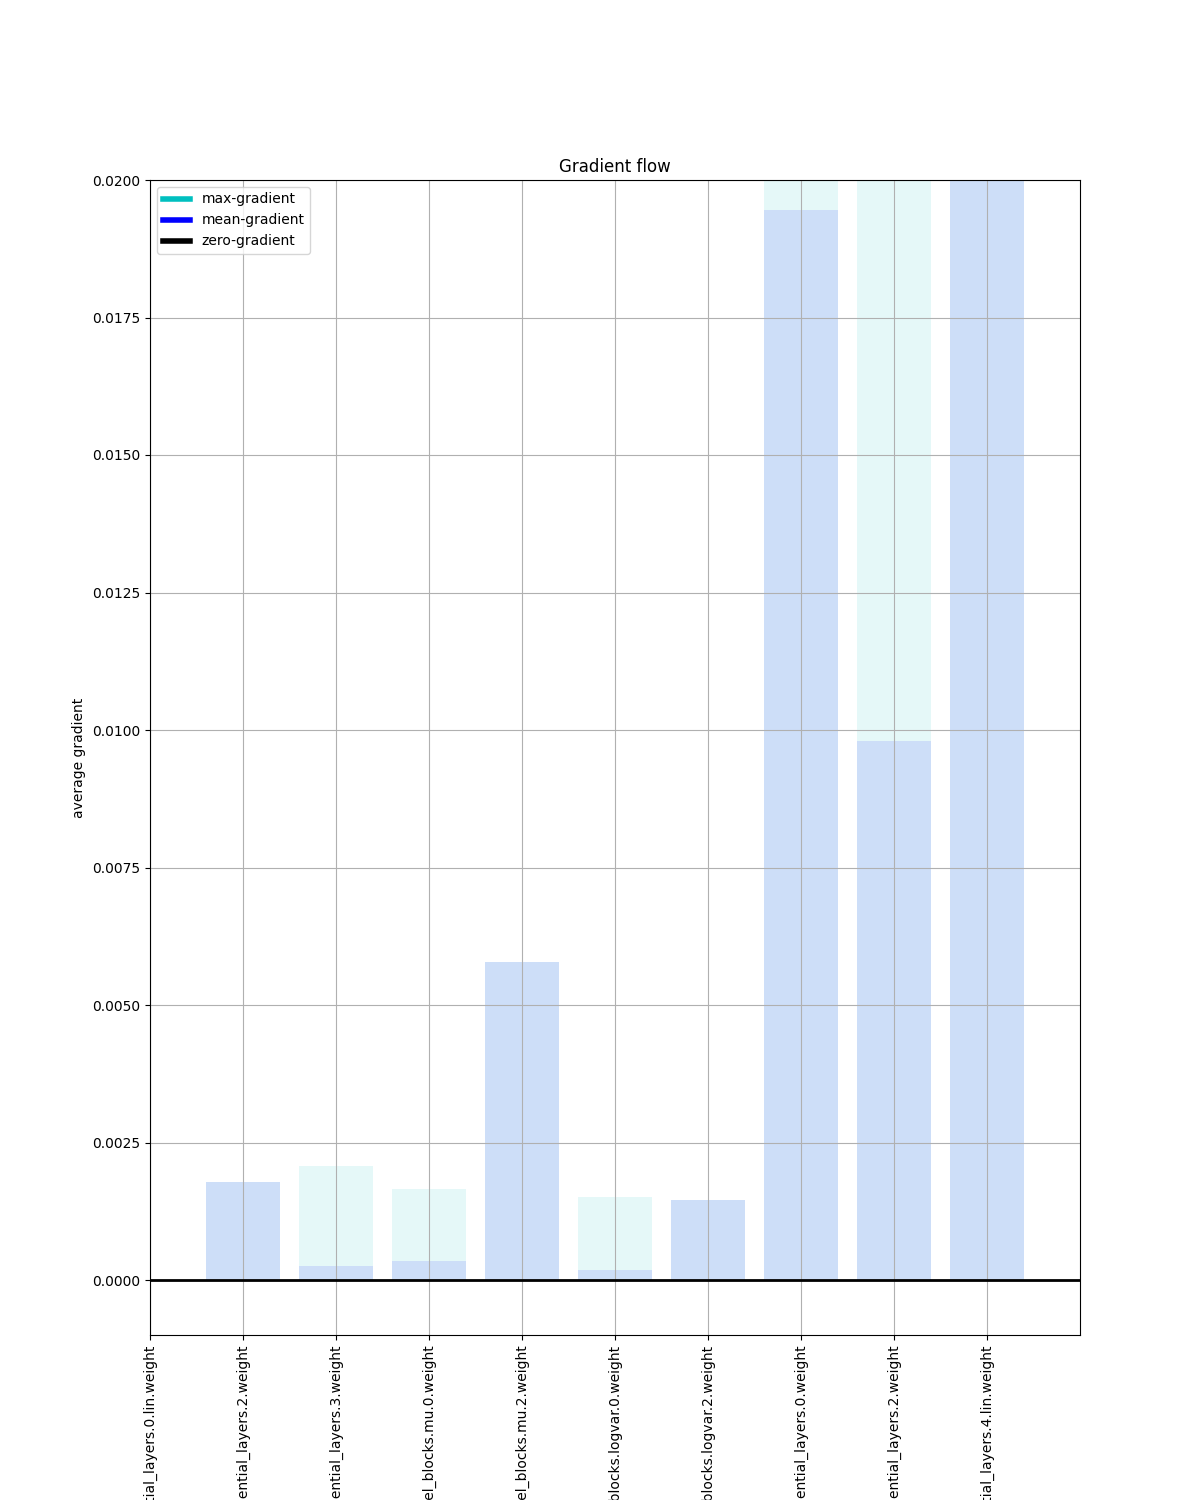 Gradient flow
max-gradient
mean-gradient
zero-gradient
0.0200
0.0175
0.0150
0.0125
0.0100
0.0075
0.0050
0.0025
0.0000
average gradient
tial_layers.0.lin.weight
ential_layers.2.weight
ential_layers.3.weight
el_blocks.mu.0.weight
el_blocks.mu.2.weight
blocks.logvar.0.weight
blocks.logvar.2.weight
ential_layers.0.weight
ential_layers.2.weight
tial_layers.4.lin.weight